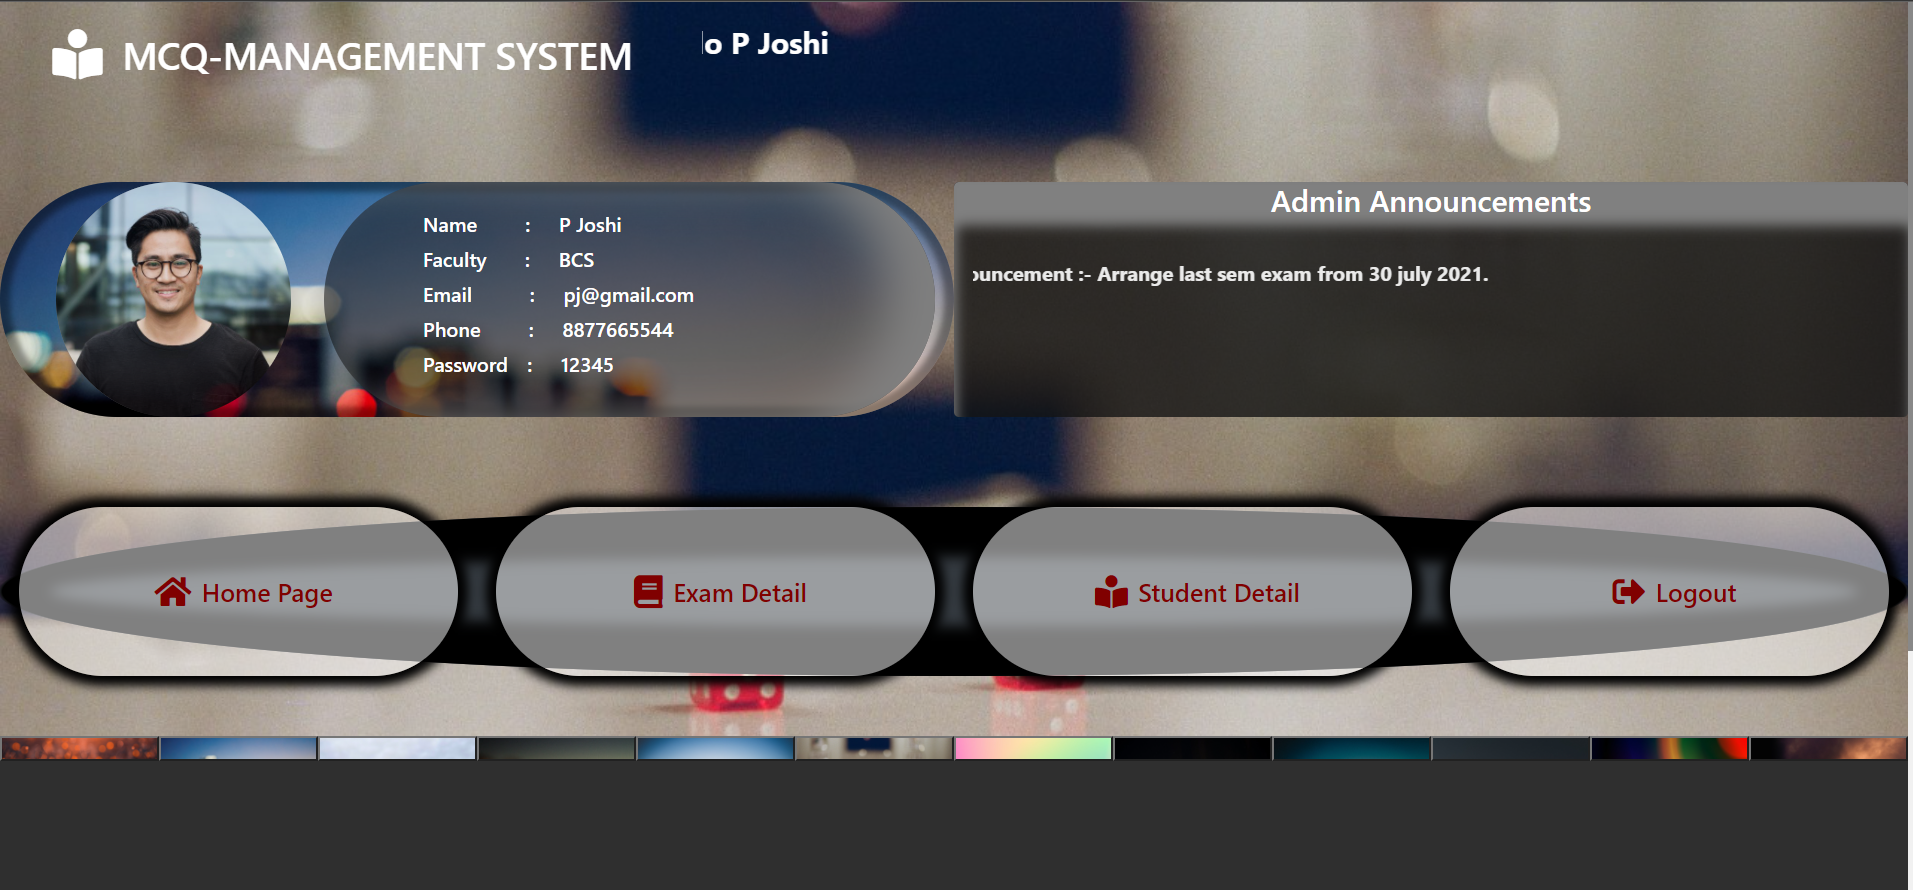 MCQ-MANAGEMENT SYSTEM
lo P Joshi
Name : P Joshi
Faculty : BCS
Email : pj@gmail.com
Phone : 8877665544
Password : 12345
Admin Announcements
ouncement :- Arrange last sem exam from 30 july 2021.
Home Page
Exam Detail
Student Detail
Logout